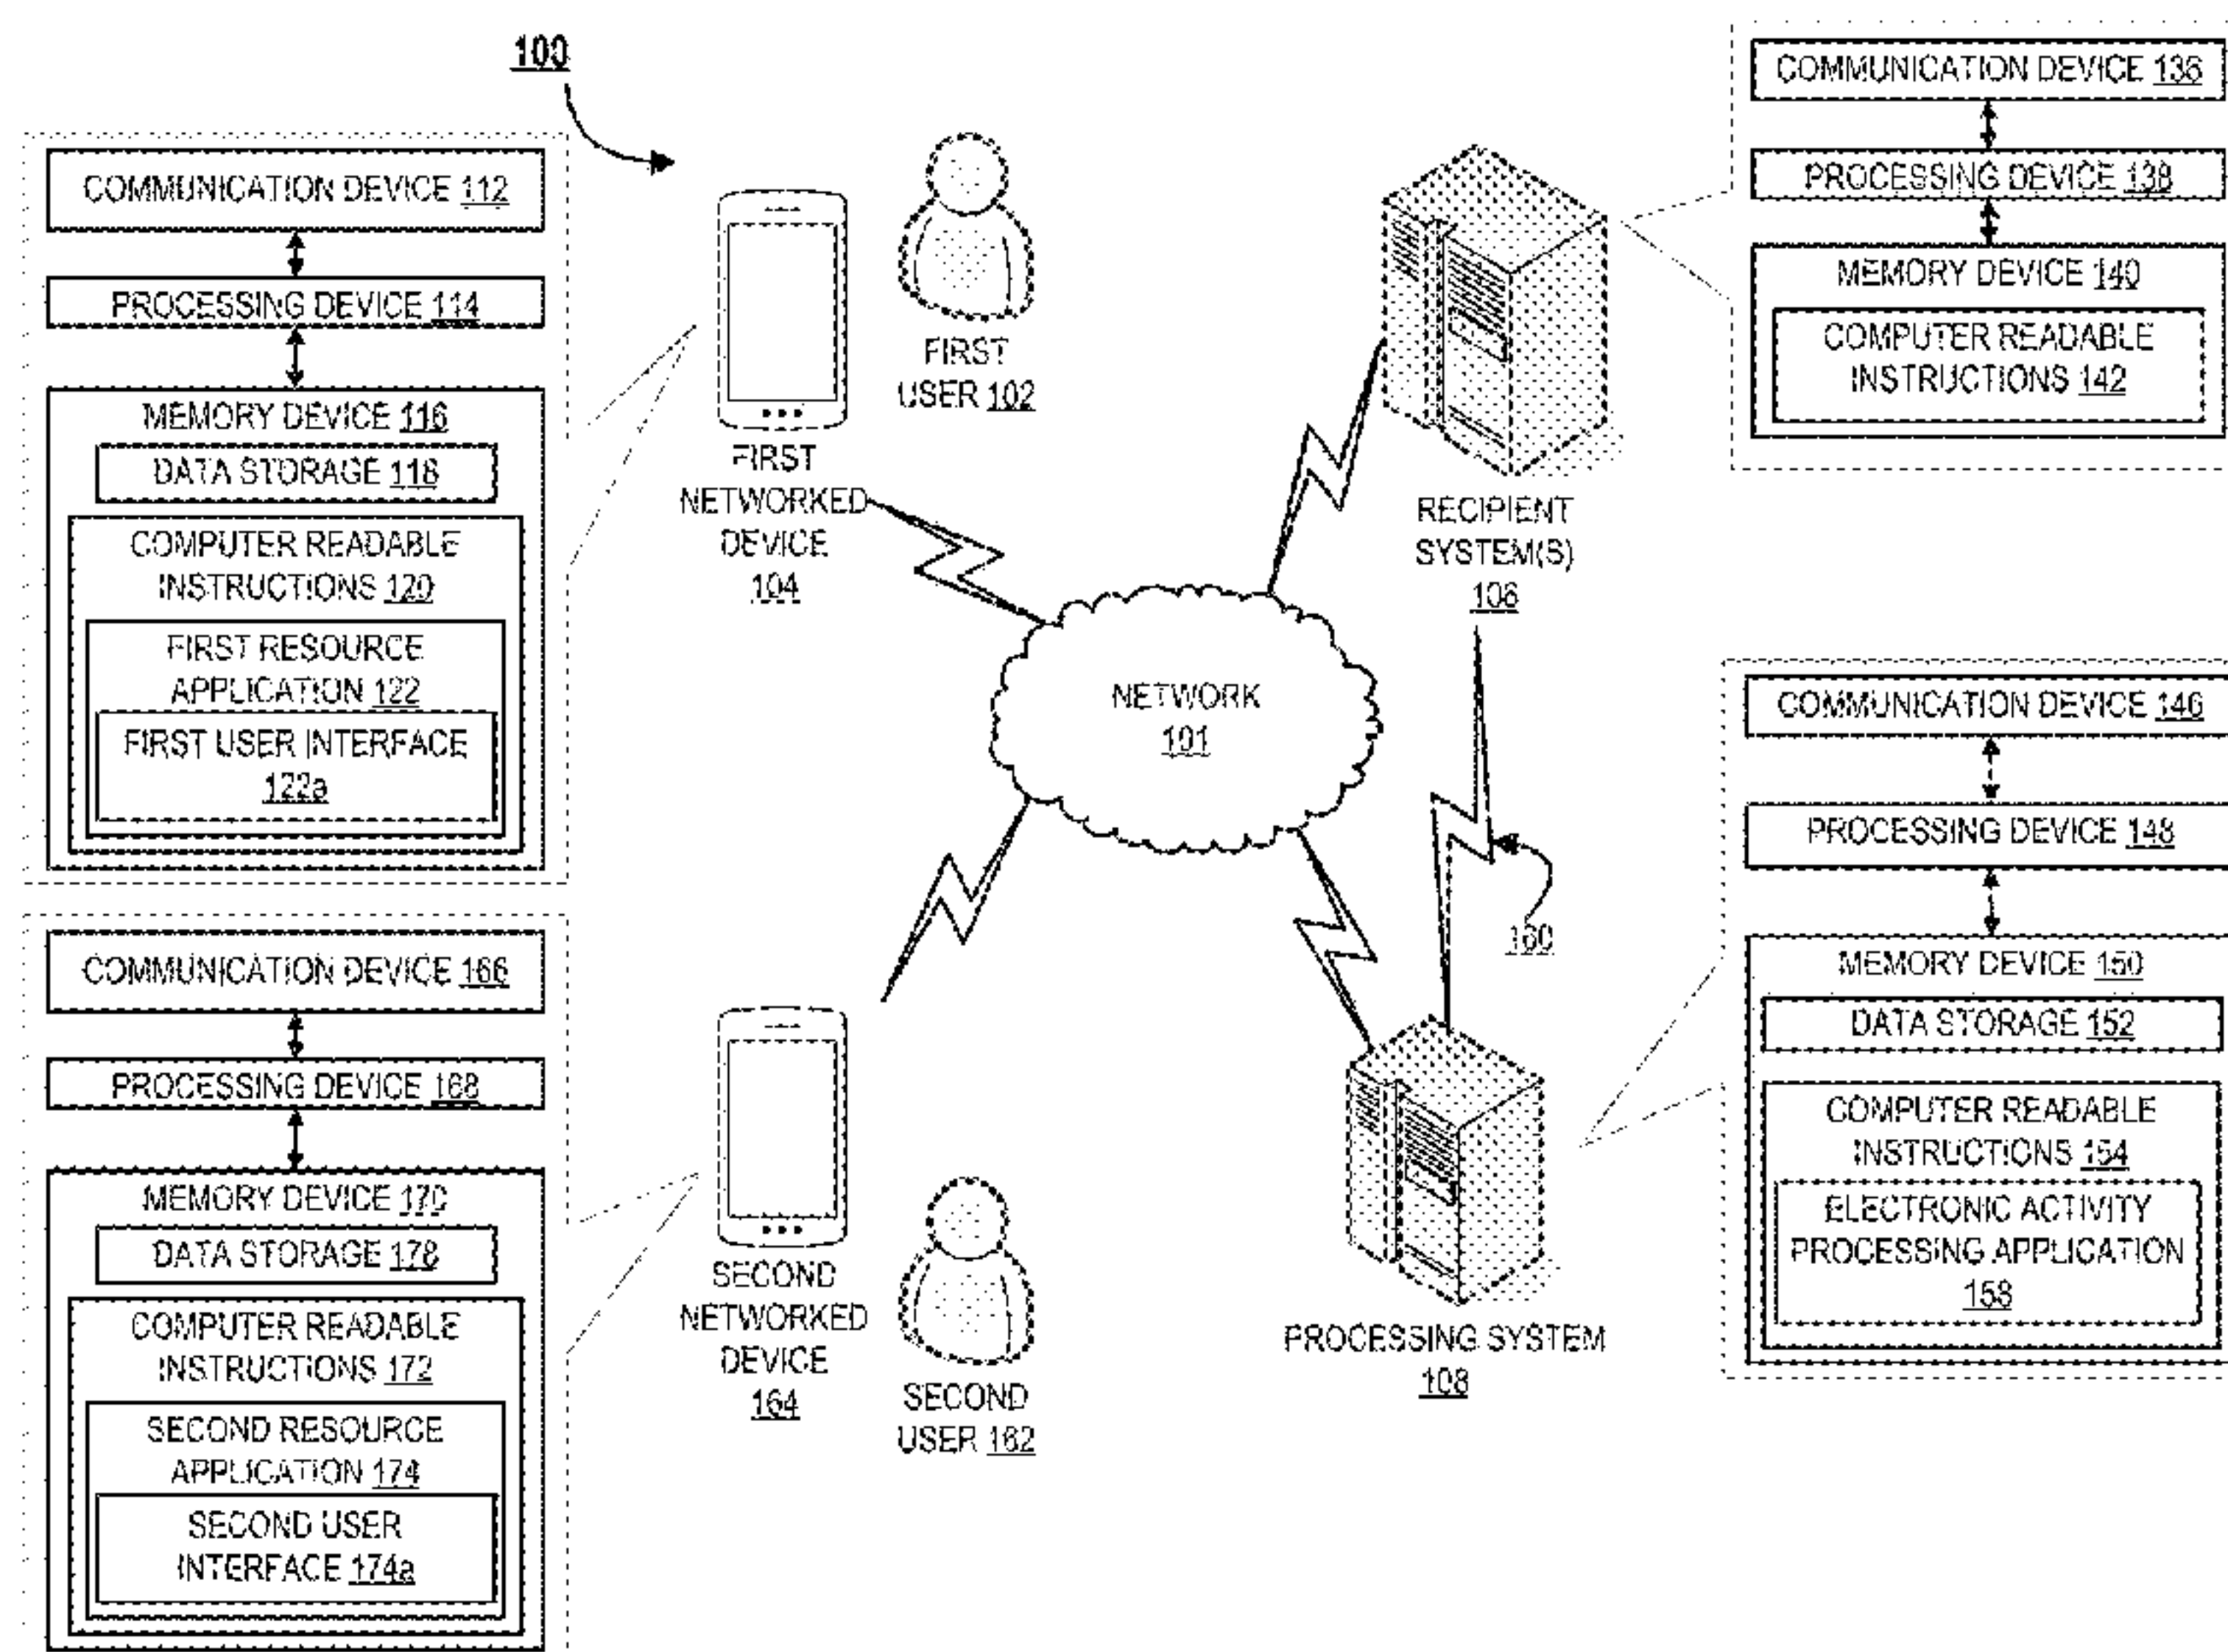 100
COMMUNICATION DEVICE 112
PROCESSING DEVICE 114
MEMORY DEVICE 116
DATA STORAGE 118
COMPUTER READABLE
INSTRUCTIONS 120
FIRST RESOURCE
APPLICATION 122
FIRST USER INTERFACE
122a
FIRST
NETWORKED
DEVICE
104
FIRST
USER 102
RECIPIENT
SYSTEM(S)
106
COMMUNICATION DEVICE 136
PROCESSING DEVICE 138
MEMORY DEVICE 140
COMPUTER READABLE
INSTRUCTIONS 142
NETWORK
101
160
COMMUNICATION DEVICE 166
PROCESSING DEVICE 168
MEMORY DEVICE 170
DATA STORAGE 178
COMPUTER READABLE
INSTRUCTIONS 172
SECOND RESOURCE
APPLICATION 174
SECOND USER
INTERFACE 174a
SECOND
NETWORKED
DEVICE
164
SECOND
USER 162
PROCESSING SYSTEM
108
COMMUNICATION DEVICE 146
PROCESSING DEVICE 148
MEMORY DEVICE 150
DATA STORAGE 152
COMPUTER READABLE
INSTRUCTIONS 154
ELECTRONIC ACTIVITY
PROCESSING APPLICATION
158